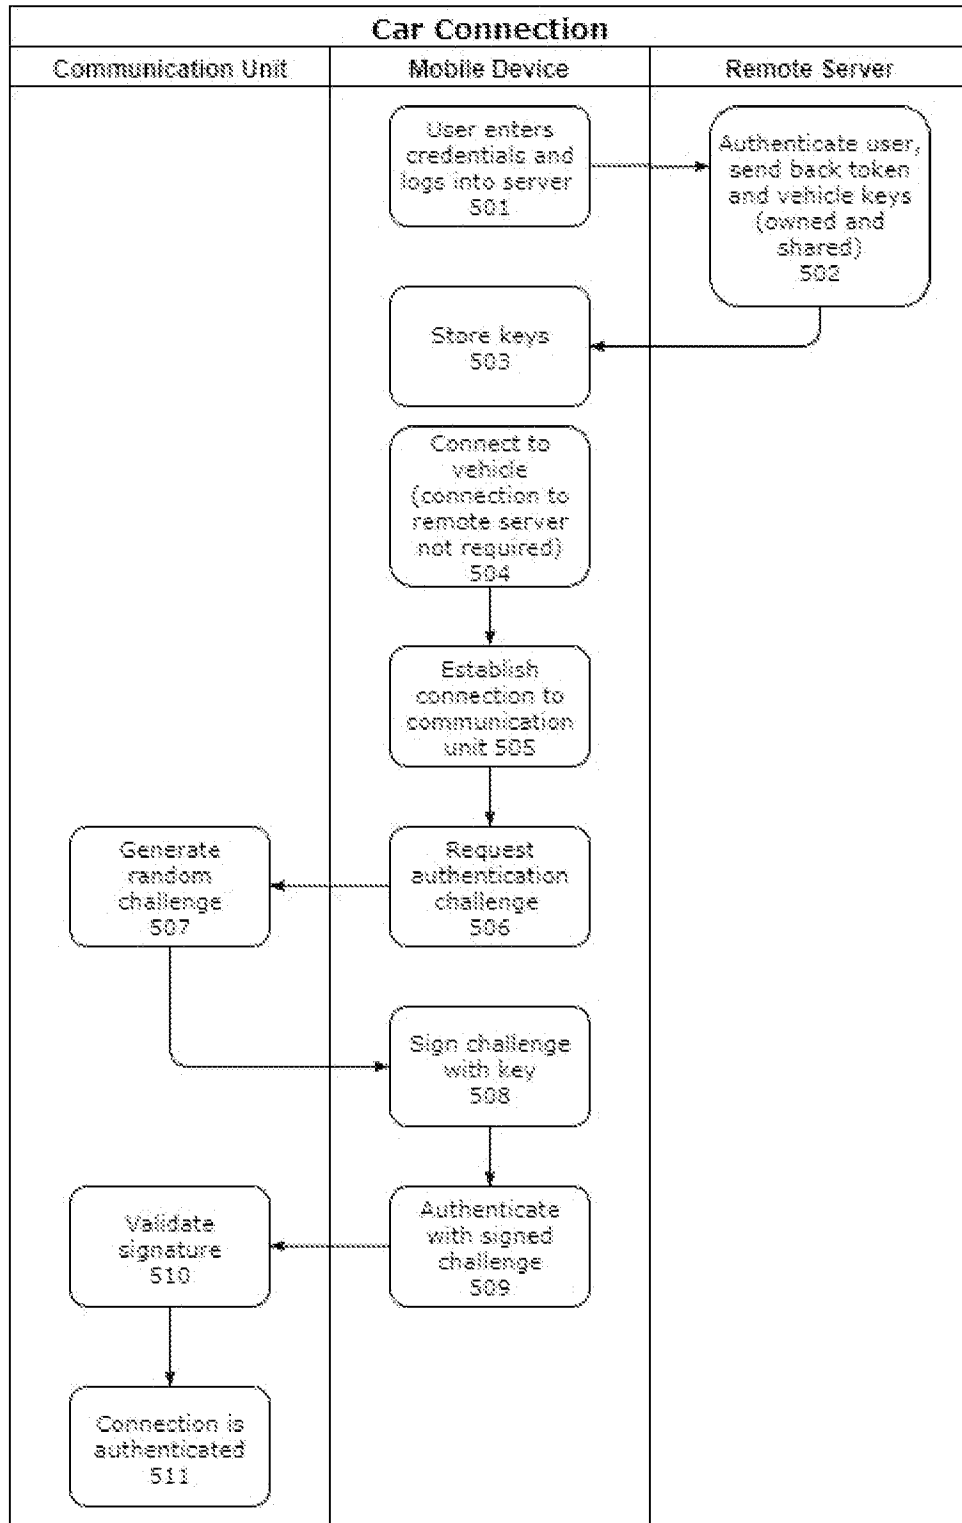 Car Connection
Communication Unit
Mobile Device
Remote Server
User enters
credentials and
logs into server
501
Authenticate user,
send back token
and vehicle keys
(owned and
shared)
502
Store keys
503
Connect to
vehicle
(connection to
remote server
not required)
504
Establish
connection to
communication
unit 505
Request
authentication
challenge
506
Generate
random
challenge
507
Sign challenge
with key
508
Authenticate
with signed
challenge
509
Validate
signature
510
Connection is
authenticated
511